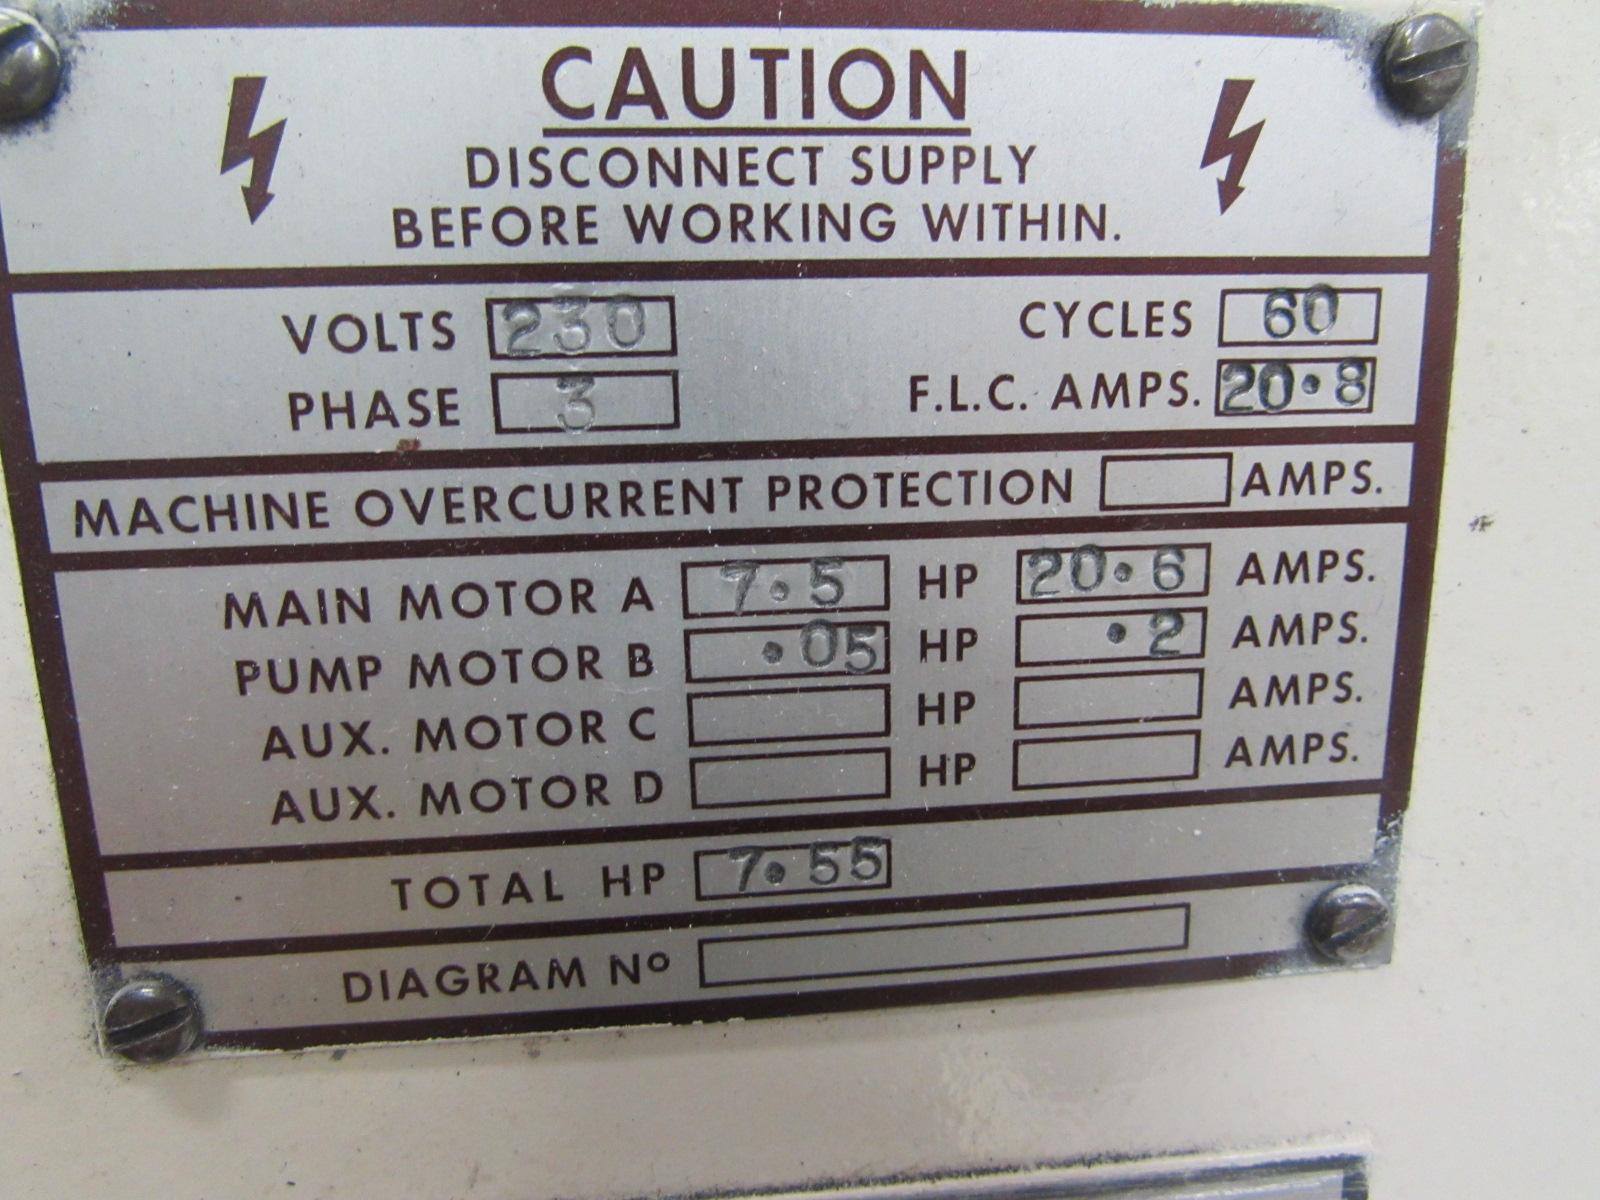 CAUTION
DISCONNECT SUPPLY
BEFORE WORKING WITHIN.
VOLTS 230 CYCLES 60
PHASE 3 F.L.C. AMPS. 20.8
MACHINE OVERCURRENT PROTECTION AMPS.
MAIN MOTOR A 7.5 HP 20.6 AMPS.
PUMP MOTOR B .05 HP .2 AMPS.
AUX. MOTOR C HP AMPS.
AUX. MOTOR D HP AMPS.
TOTAL HP 7.55
DIAGRAM Nº